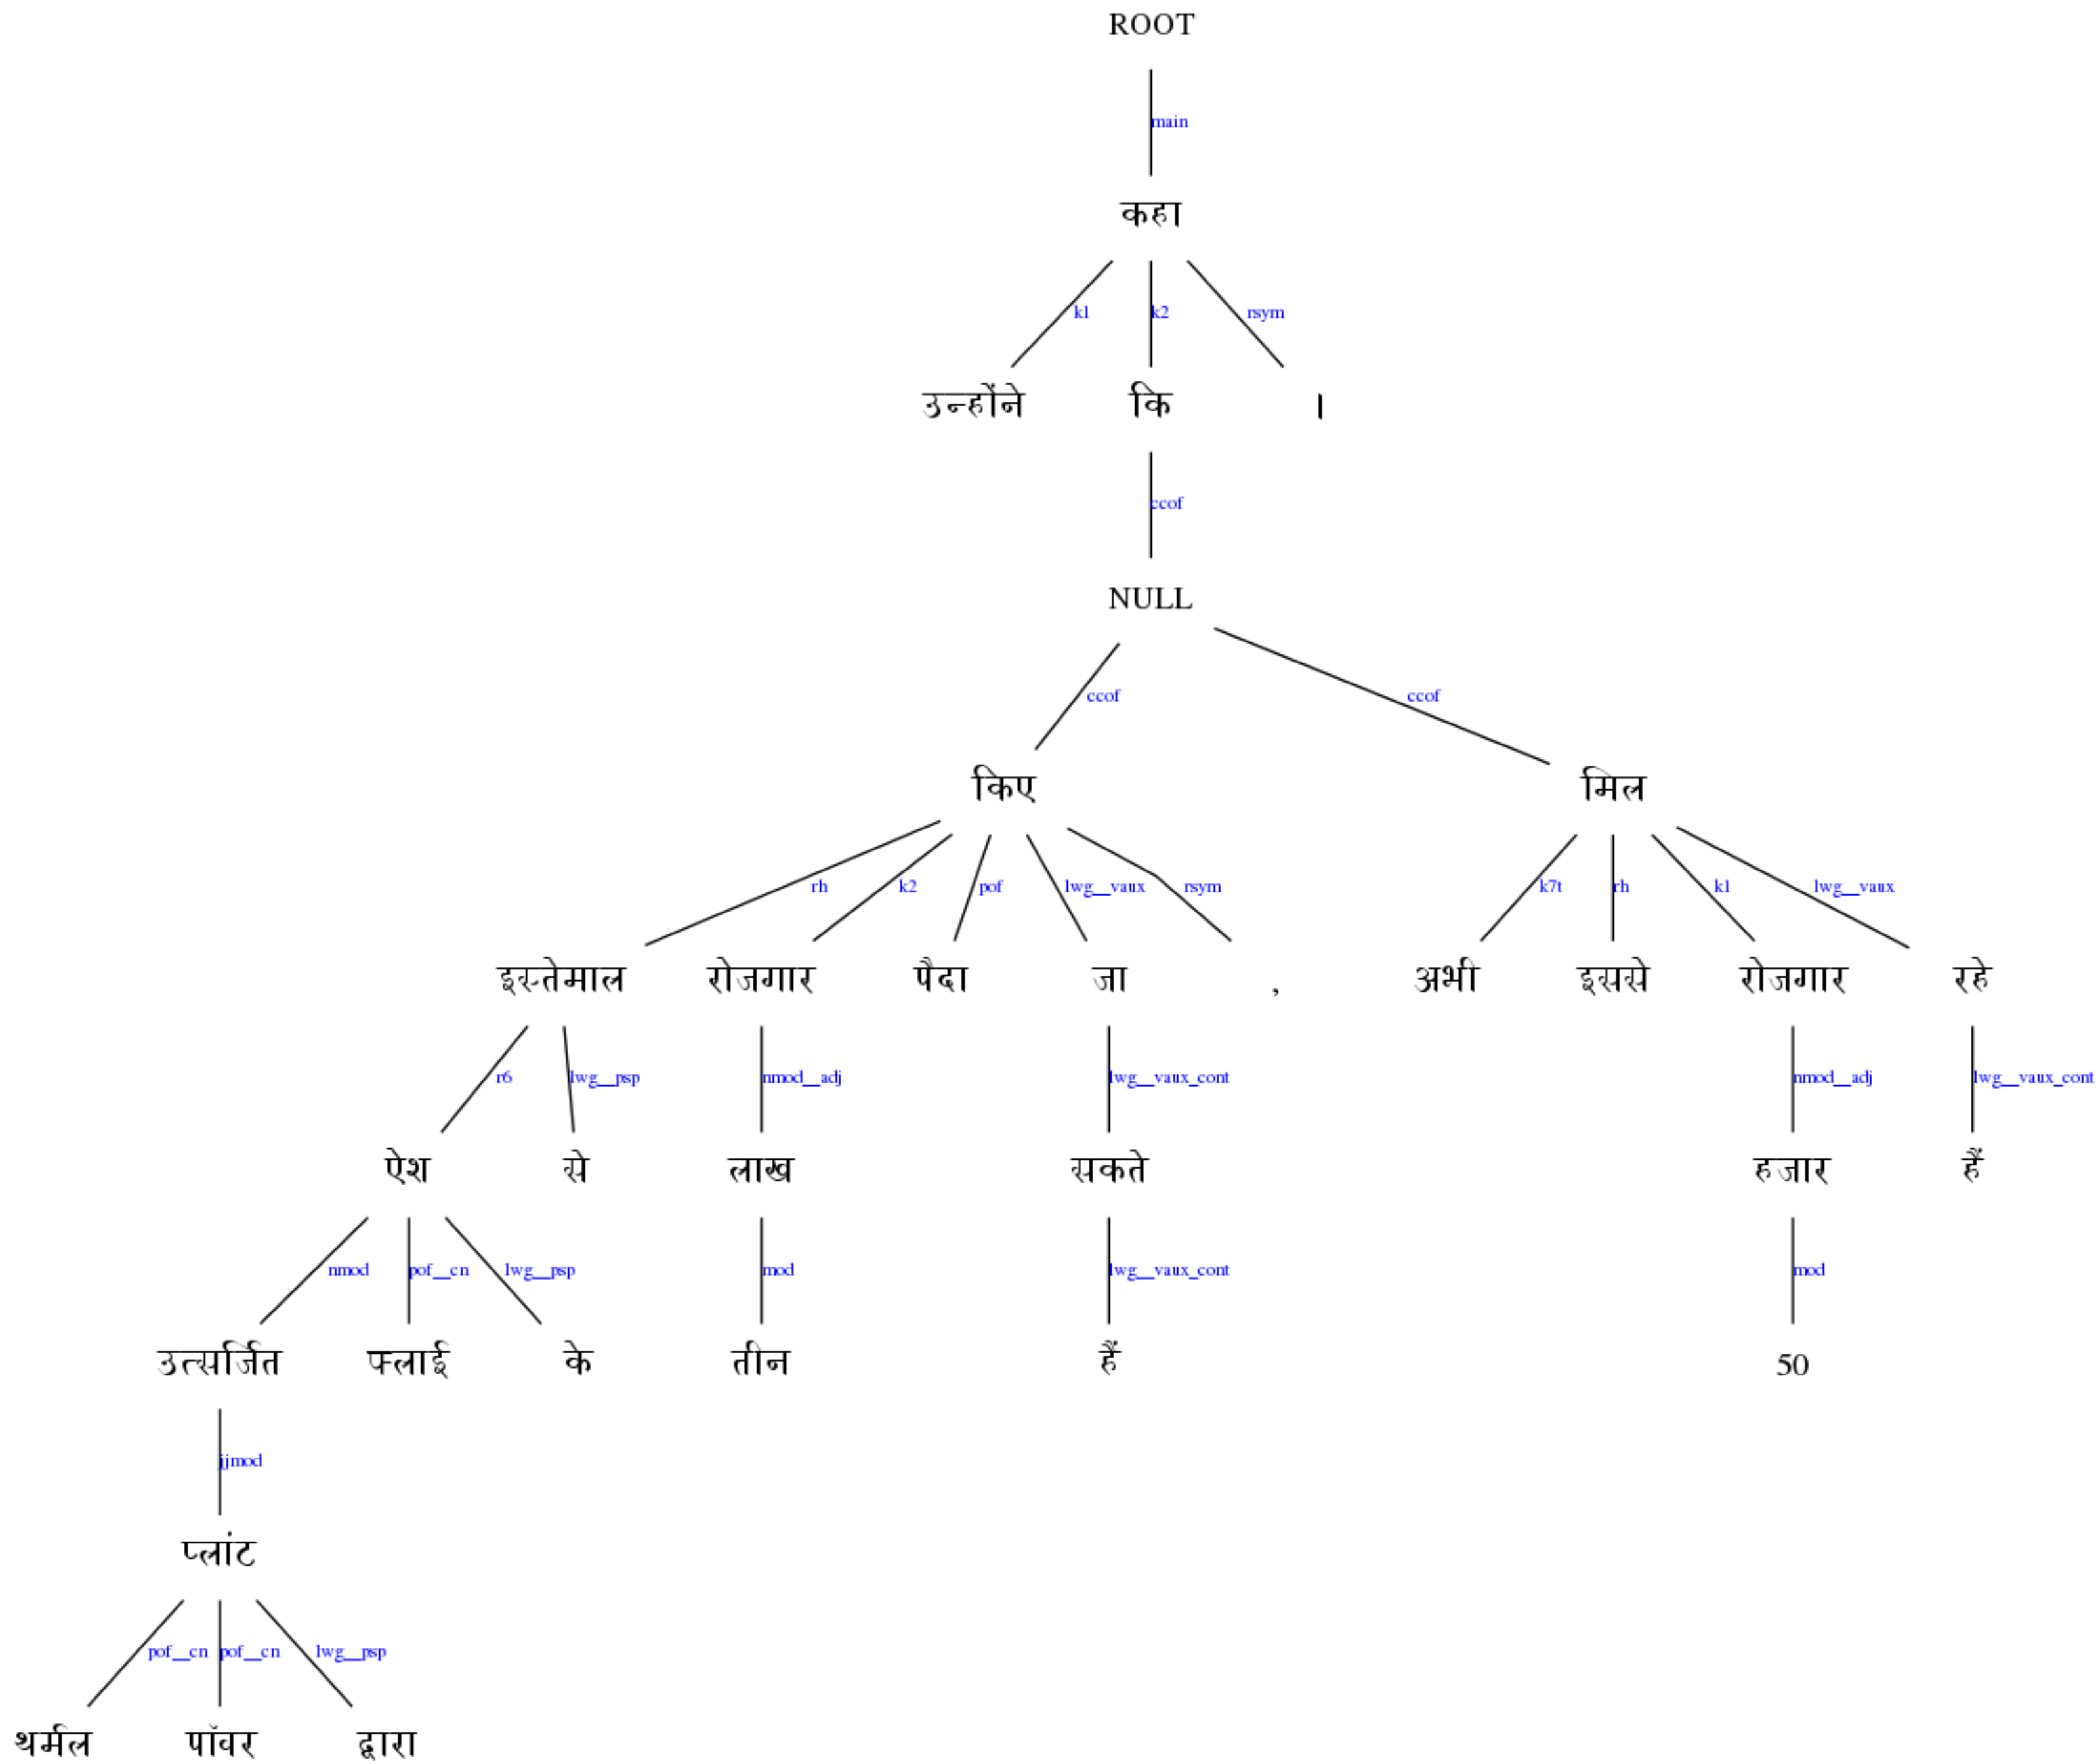 ROOT
main
कहा
k1 k2 rsym
उन्होंने कि ।
ccof
NULL
ccof ccof
किए मिल
rh k2 pof lwg__vaux rsym k7t rh k1 lwg__vaux
इस्तेमाल रोजगार पैदा जा , अभी इससे रोजगार रहे
r6 lwg__psp nmod__adj lwg__vaux_cont nmod__adj lwg__vaux_cont
ऐश से लाख सकते हजार हैं
nmod pof__cn lwg__psp mod lwg__vaux_cont mod
उत्सर्जित फ्लाई के तीन हैं 50
jjmod
प्लांट
pof__cn pof__cn lwg__psp
थर्मल पॉवर द्वारा